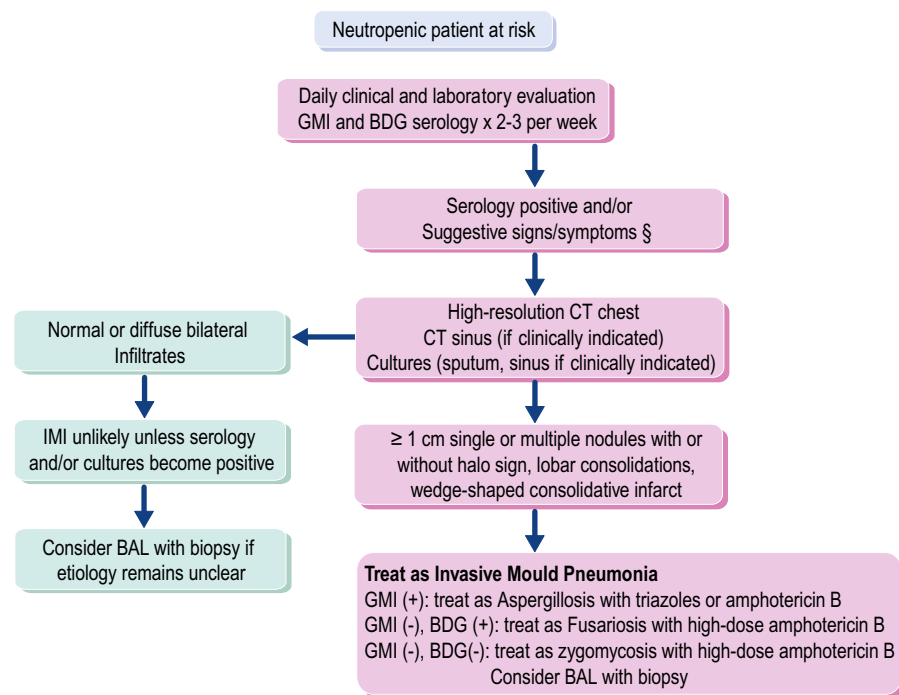 Neutropenic patient at risk
Daily clinical and laboratory evaluation
GMI and BDG serology x 2-3 per week
Serology positive and/or
Suggestive signs/symptoms §
High-resolution CT chest
CT sinus (if clinically indicated)
Cultures (sputum, sinus if clinically indicated)
Normal or diffuse bilateral
Infiltrates
IMI unlikely unless serology
and/or cultures become positive
Consider BAL with biopsy if
etiology remains unclear
≥ 1 cm single or multiple nodules with or
without halo sign, lobar consolidations,
wedge-shaped consolidative infarct
Treat as Invasive Mould Pneumonia
GMI (+): treat as Aspergillosis with triazoles or amphotericin B
GMI (-), BDG (+): treat as Fusariosis with high-dose amphotericin B
GMI (-), BDG(-): treat as zygomycosis with high-dose amphotericin B
Consider BAL with biopsy